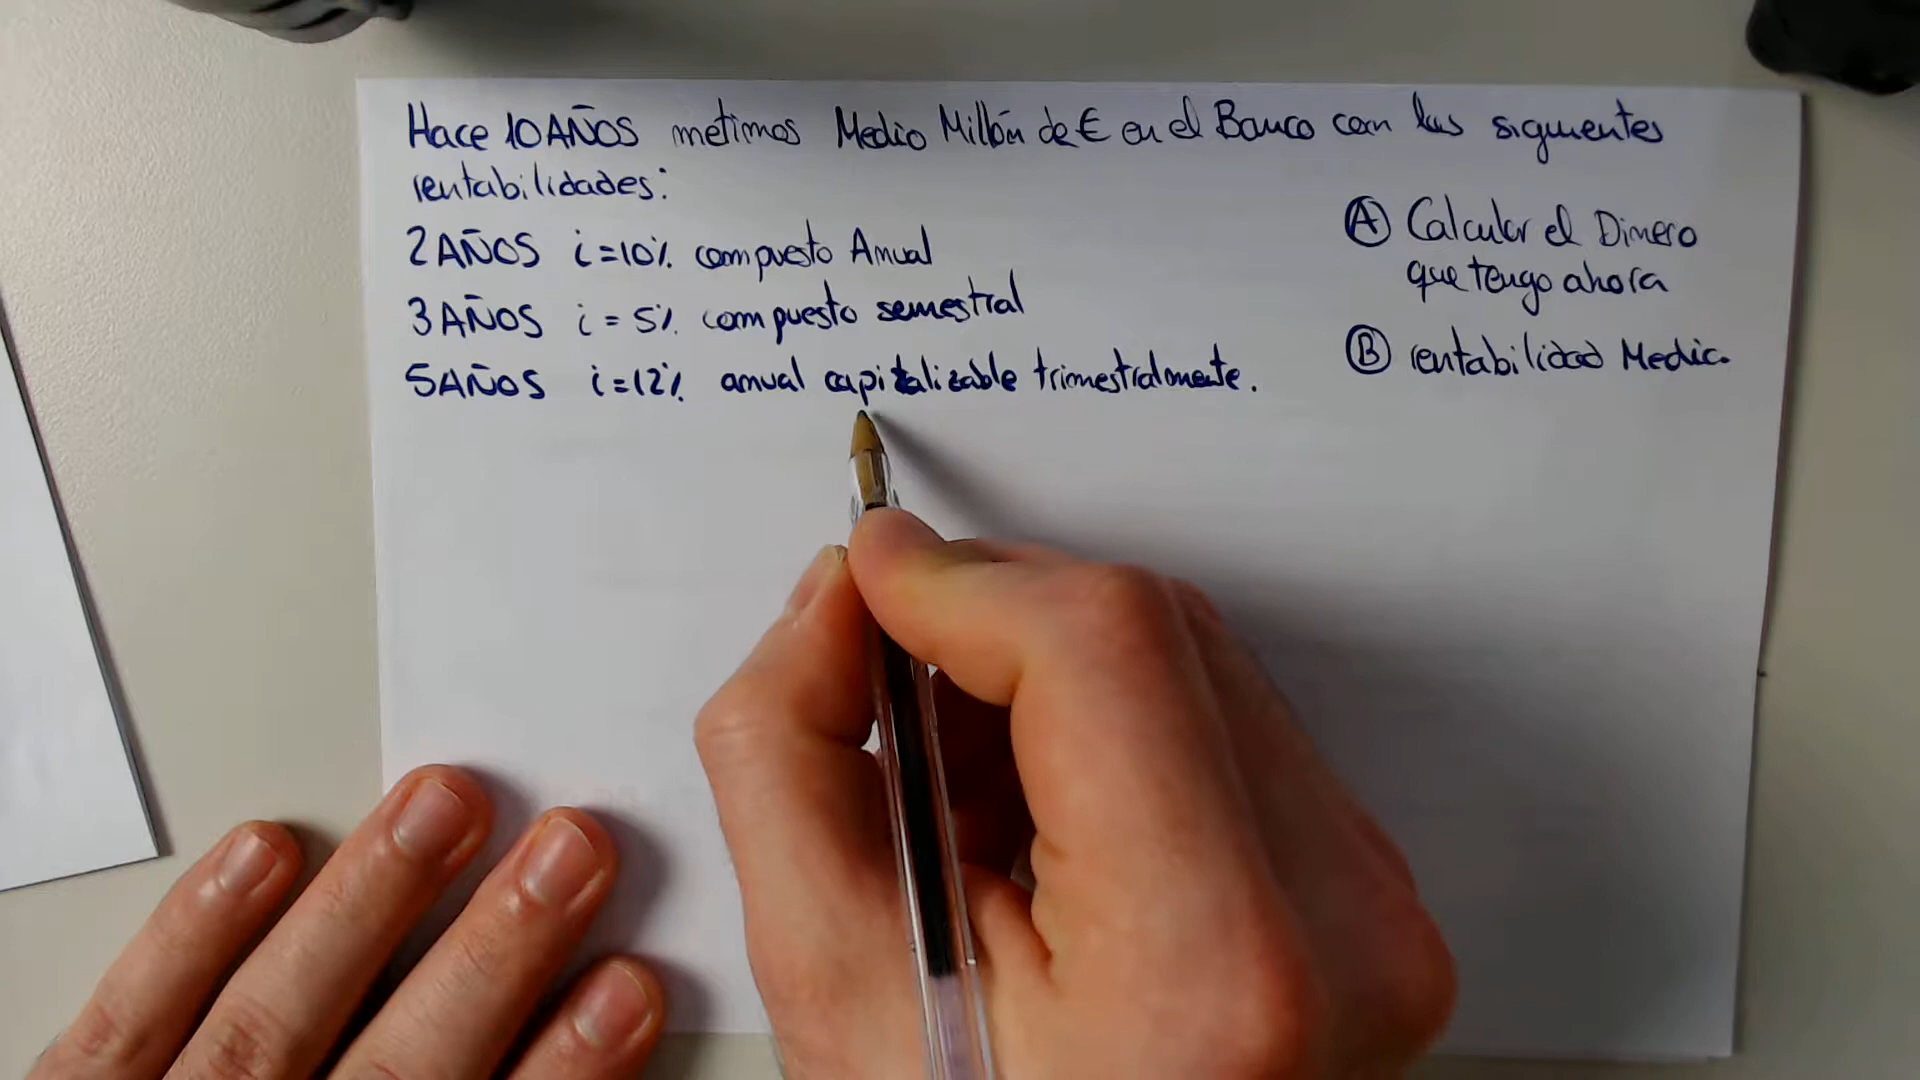 Hace 10 AÑOS metimos Medio Millón de € en el Banco con las siguientes
rentabilidades:
2 AÑOS i=10% compuesto Anual
3 AÑOS i = 5% compuesto semestral
5 AÑOS i=12% anual capitalizable trimestralmente.
A Calcular el Dinero
que tengo ahora
B rentabilidad Media.